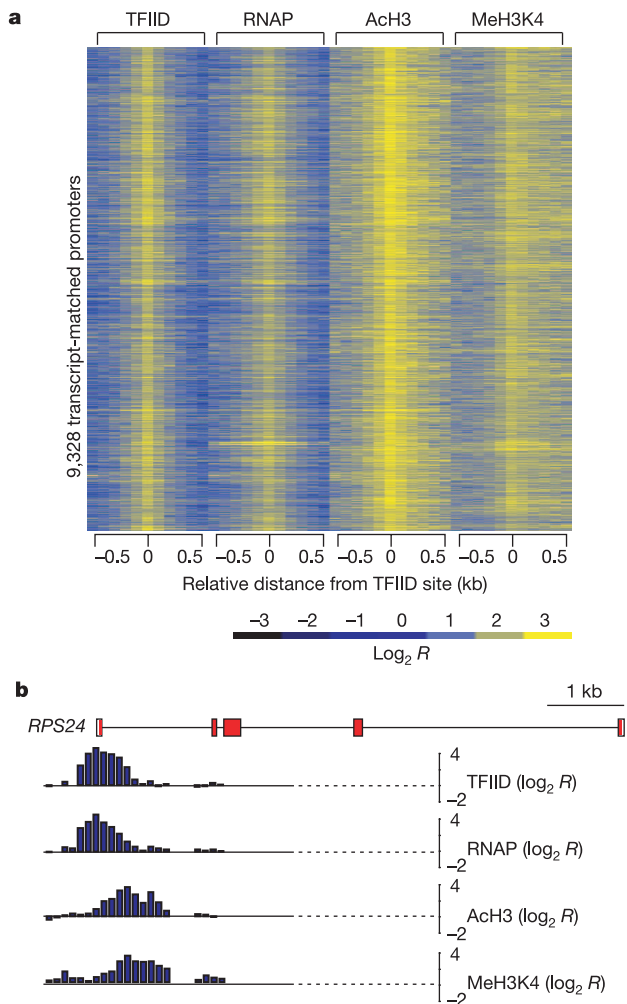 a
TFIID RNAP AcH3 MeH3K4
9,328 transcript-matched promoters
–0.5 0 0.5 –0.5 0 0.5 –0.5 0 0.5 –0.5 0 0.5
Relative distance from TFIID site (kb)
–3 –2 –1 0 1 2 3
Log2 R
b
1 kb
RPS24
4
TFIID (log2 R)
–2
4
RNAP (log2 R)
–2
4
AcH3 (log2 R)
–2
4
MeH3K4 (log2 R)
–2